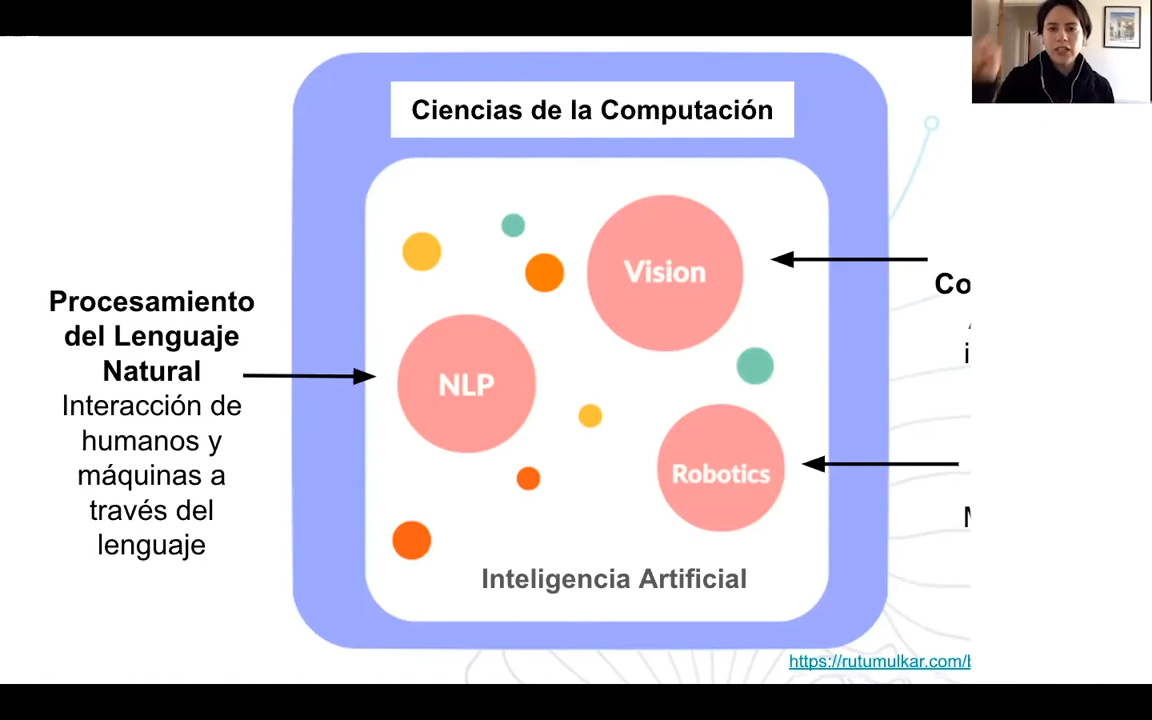 Ciencias de la Computación
Vision
Procesamiento
del Lenguaje
Natural
Interacción de
humanos y
máquinas a
través del
lenguaje
NLP
Robotics
Inteligencia Artificial
https://rutumulkar.com/